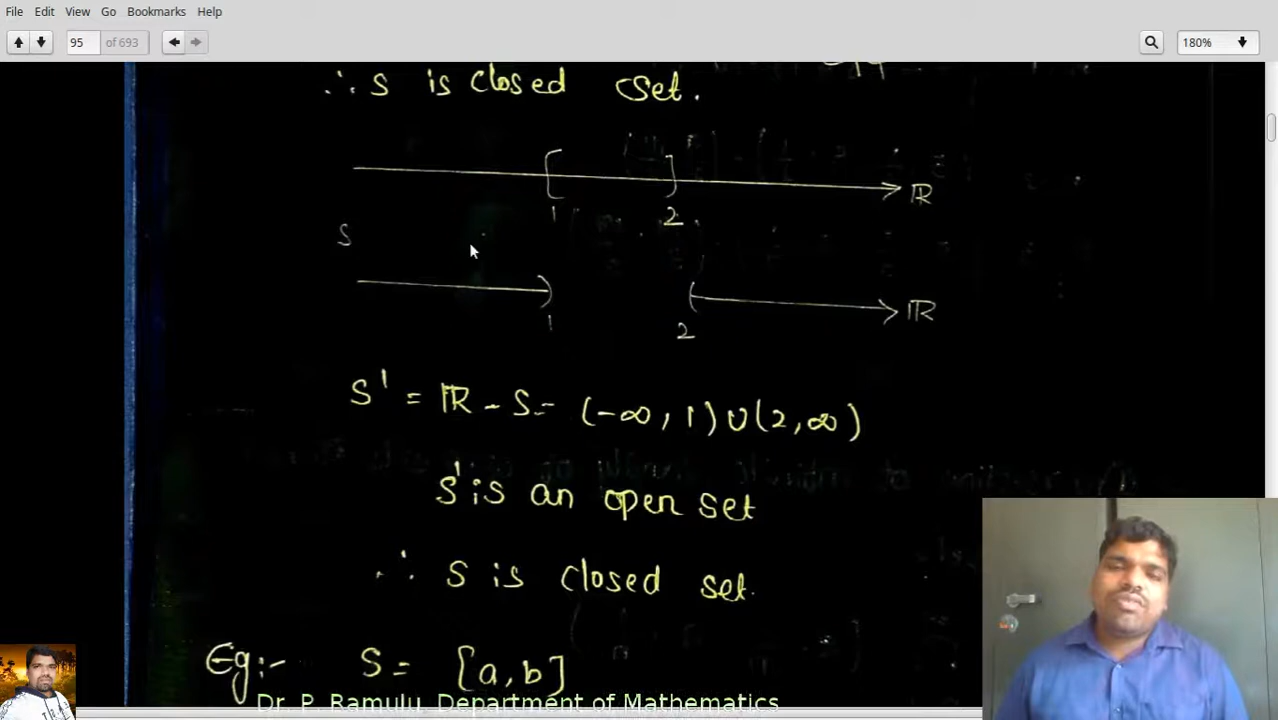 File Edit View Go Bookmarks Help
95 of 693 180%
∴ S is closed set.
[ ] ℝ
1 2
S
) ( ℝ
1 2
S' = ℝ - S = (-∞, 1) ∪ (2, ∞)
S' is an open set
∴ S is closed set.
Eg:- S = [a, b]
Dr. P. Ramulu, Department of Mathematics